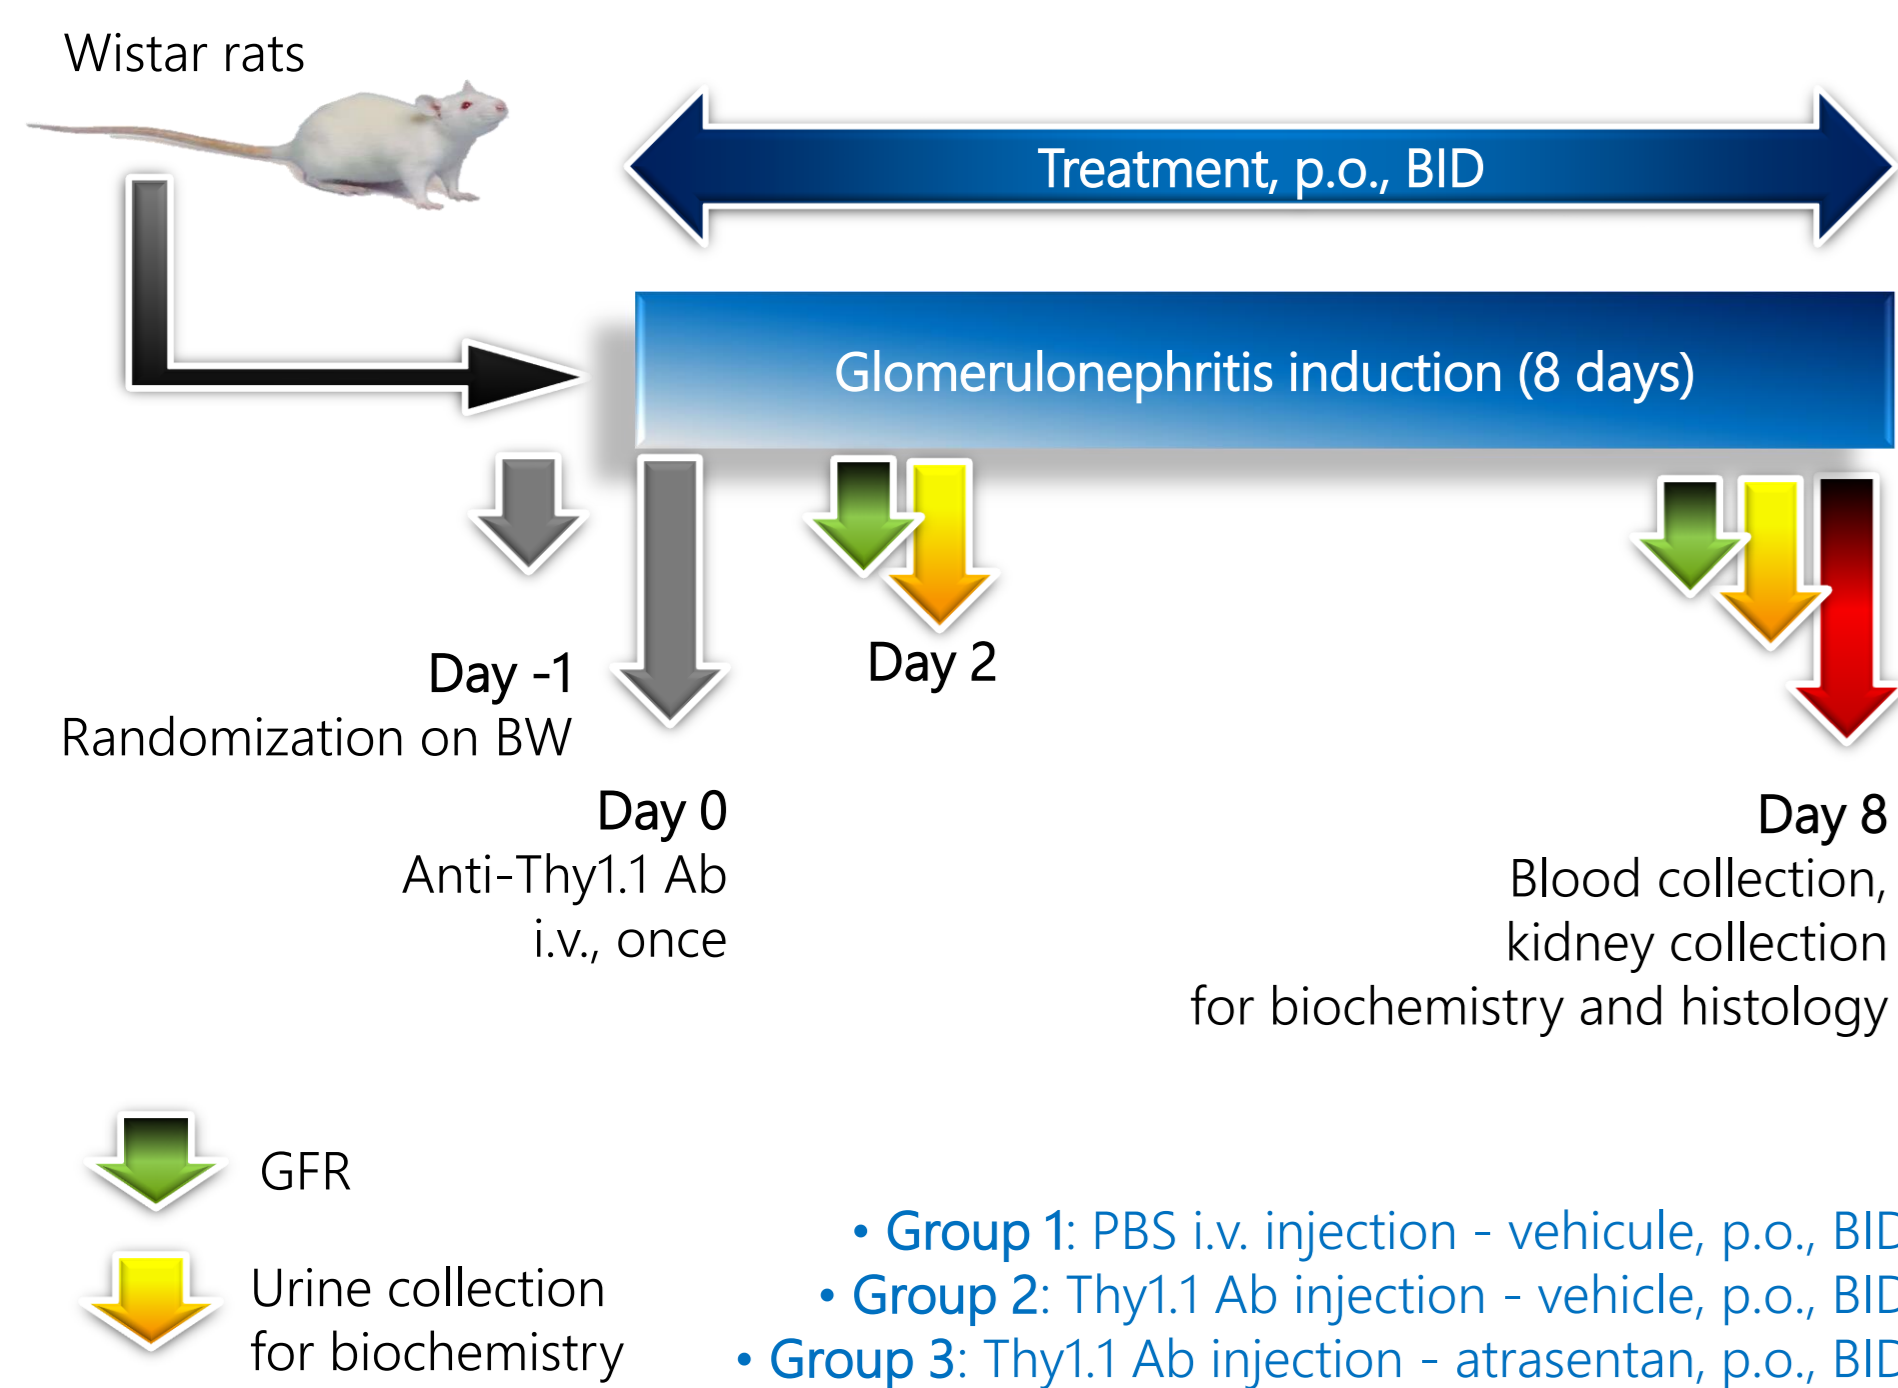 Wistar rats
Treatment, p.o., BID
Glomerulonephritis induction (8 days)
Day -1
Randomization on BW
Day 0
Anti-Thy1.1 Ab
i.v., once
Day 2
Day 8
Blood collection,
kidney collection
for biochemistry and histology
GFR
Urine collection
for biochemistry
• Group 1: PBS i.v. injection - vehicule, p.o., BID
• Group 2: Thy1.1 Ab injection - vehicle, p.o., BID
• Group 3: Thy1.1 Ab injection - atrasentan, p.o., BID